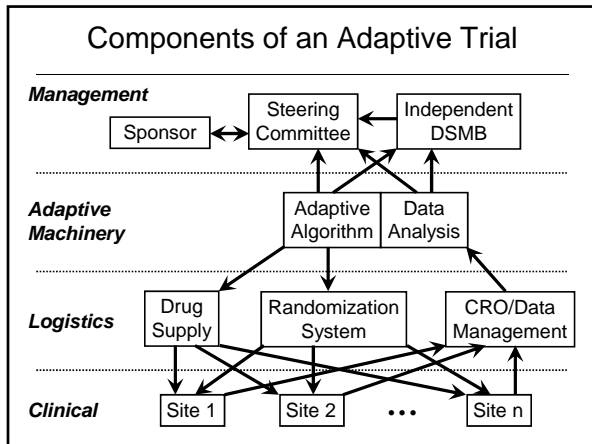 Components of an Adaptive Trial
Management
Sponsor
Steering
Committee
Independent
DSMB
Adaptive
Machinery
Adaptive
Algorithm
Data
Analysis
Logistics
Drug
Supply
Randomization
System
CRO/Data
Management
Clinical
Site 1
Site 2
•••
Site n